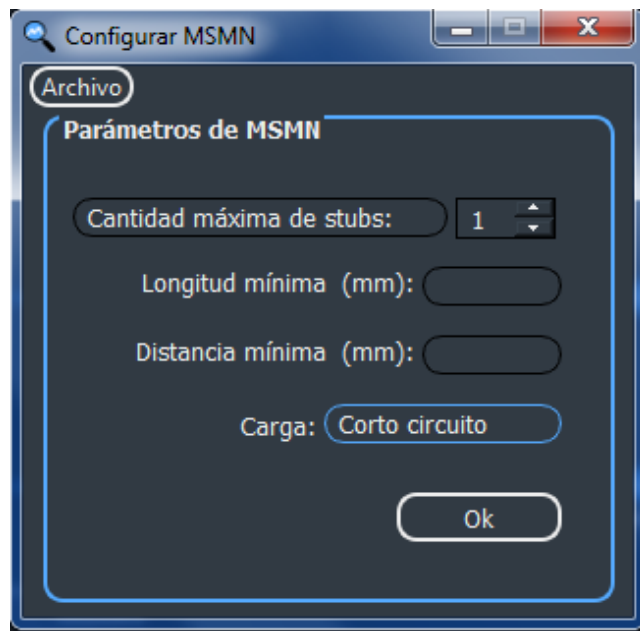 Configurar MSMN
Archivo
Parámetros de MSMN
Cantidad máxima de stubs: 1
Longitud mínima (mm):
Distancia mínima (mm):
Carga: Corto circuito
Ok